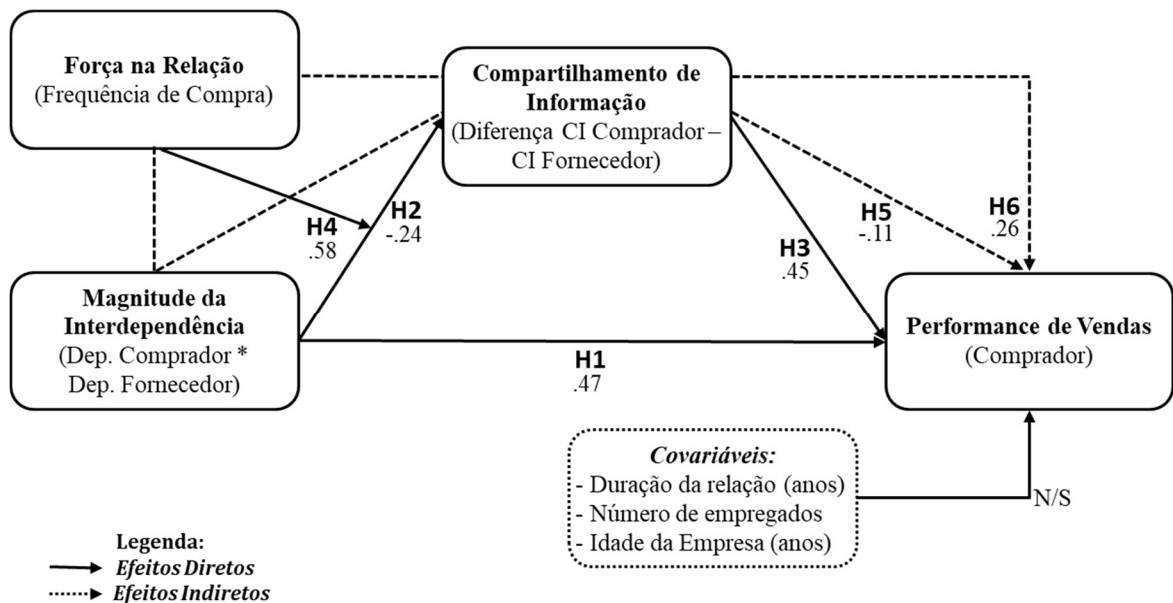 Força na Relação
(Frequência de Compra)
Compartilhamento de
Informação
(Diferença CI Comprador –
CI Fornecedor)
H4
.58
H2
-.24
H5
-.11
H6
.26
H3
.45
Magnitude da
Interdependência
(Dep. Comprador *
Dep. Fornecedor)
H1
.47
Performance de Vendas
(Comprador)
Covariáveis:
- Duração da relação (anos)
- Número de empregados
- Idade da Empresa (anos)
N/S
Legenda:
Efeitos Diretos
Efeitos Indiretos